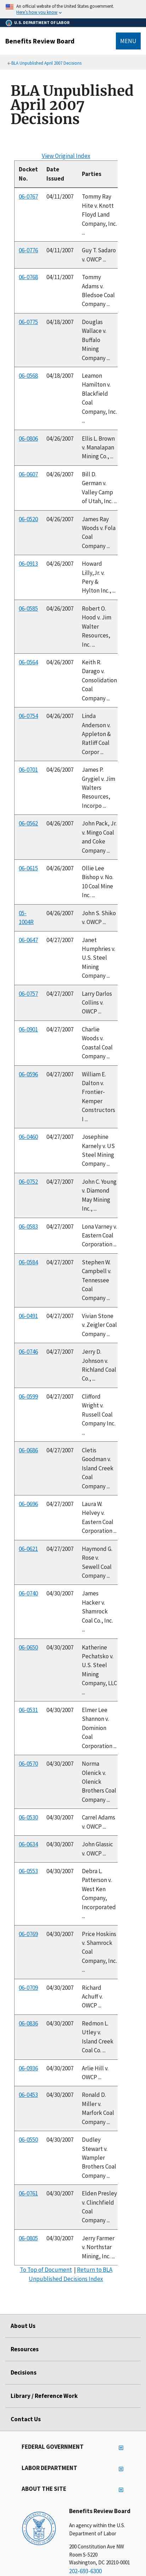 An official website of the United States government.
Here's how you know
U.S. DEPARTMENT OF LABOR
Benefits Review Board
MENU
BLA Unpublished April 2007 Decisions
BLA Unpublished
April 2007
Decisions
View Original Index
Docket No. Date Issued Parties
06-0767 04/11/2007 Tommy Ray Hite v. Knott Floyd Land Company, Inc. ...
06-0776 04/11/2007 Guy T. Sadaro v. OWCP ...
06-0768 04/11/2007 Tommy Adams v. Bledsoe Coal Company ...
06-0775 04/18/2007 Douglas Wallace v. Buffalo Mining Company ...
06-0568 04/18/2007 Leamon Hamilton v. Blackfield Coal Company, Inc. ...
06-0806 04/26/2007 Ellis L. Brown v. Manalapan Mining Co., ...
06-0607 04/26/2007 Bill D. German v. Valley Camp of Utah, Inc. ...
06-0520 04/26/2007 James Ray Woods v. Fola Coal Company ...
06-0913 04/26/2007 Howard Lilly,Jr. v. Pery & Hylton Inc., ...
06-0585 04/26/2007 Robert O. Hood v. Jim Walter Resources, Inc. ...
06-0564 04/26/2007 Keith R. Darago v. Consolidation Coal Company ...
06-0754 04/26/2007 Linda Anderson v. Appleton & Ratliff Coal Corpor ...
06-0701 04/26/2007 James P. Grygiel v. Jim Walters Resources, Incorpo ...
06-0562 04/26/2007 John Pack, Jr. v. Mingo Coal and Coke Company ...
06-0615 04/26/2007 Ollie Lee Bishop v. No. 10 Coal Mine Inc. ...
05-1004R 04/26/2007 John S. Shiko v. OWCP ...
06-0647 04/26/2007 Janet Humphries v. U.S. Steel Mining Company ...
06-0757 04/27/2007 Larry Darlos Collins v. OWCP ...
06-0901 04/27/2007 Charlie Woods v. Coastal Coal Company ...
06-0596 04/27/2007 William E. Dalton v. Frontier-Kemper Constructors I ...
06-0460 04/27/2007 Josephine Karnely v. US Steel Mining Company ...
06-0752 04/27/2007 John C. Young v. Diamond May Mining Inc., ...
06-0583 04/27/2007 Lona Varney v. Eastern Coal Corporation ...
06-0584 04/27/2007 Stephen W. Campbell v. Tennessee Coal Company ...
06-0491 04/27/2007 Vivian Stone v. Zeigler Coal Company ...
06-0746 04/27/2007 Jerry D. Johnson v. Richland Coal Co., ...
06-0599 04/27/2007 Clifford Wright v. Russell Coal Company Inc. ...
06-0686 04/27/2007 Cletis Goodman v. Island Creek Coal Company ...
06-0696 04/27/2007 Laura W. Helvey v. Eastern Coal Corporation ...
06-0621 04/27/2007 Haymond G. Rose v. Sewell Coal Company ...
06-0740 04/30/2007 James Hacker v. Shamrock Coal Co., Inc. ...
06-0650 04/30/2007 Katherine Pechatsko v. U.S. Steel Mining Company, LLC ...
06-0531 04/30/2007 Elmer Lee Shannon v. Dominion Coal Corporation ...
06-0570 04/30/2007 Norma Olenick v. Olenick Brothers Coal Company ...
06-0530 04/30/2007 Carrel Adams v. OWCP ...
06-0634 04/30/2007 John Glassic v. OWCP ...
06-0553 04/30/2007 Debra L. Patterson v. West Ken Company, Incorporated ...
06-0769 04/30/2007 Price Hoskins v. Shamrock Coal Company, Inc. ...
06-0709 04/30/2007 Richard Achuff v. OWCP ...
06-0836 04/30/2007 Redmon L. Utley v. Island Creek Coal Co. ...
06-0936 04/30/2007 Arlie Hill v. OWCP ...
06-0453 04/30/2007 Ronald D. Miller v. Marfork Coal Company ...
06-0550 04/30/2007 Dudley Stewart v. Wampler Brothers Coal Company ...
06-0761 04/30/2007 Elden Presley v. Clinchfield Coal Company ...
06-0805 04/30/2007 Jerry Farmer v. Northstar Mining, Inc. ...
To Top of Document | Return to BLA
Unpublished Decisions Index
About Us
Resources
Decisions
Library / Reference Work
Contact Us
FEDERAL GOVERNMENT
LABOR DEPARTMENT
ABOUT THE SITE
Benefits Review Board
An agency within the U.S.
Department of Labor
200 Constitution Ave NW
Room S-5220
Washington, DC 20210-0001
202-693-6300